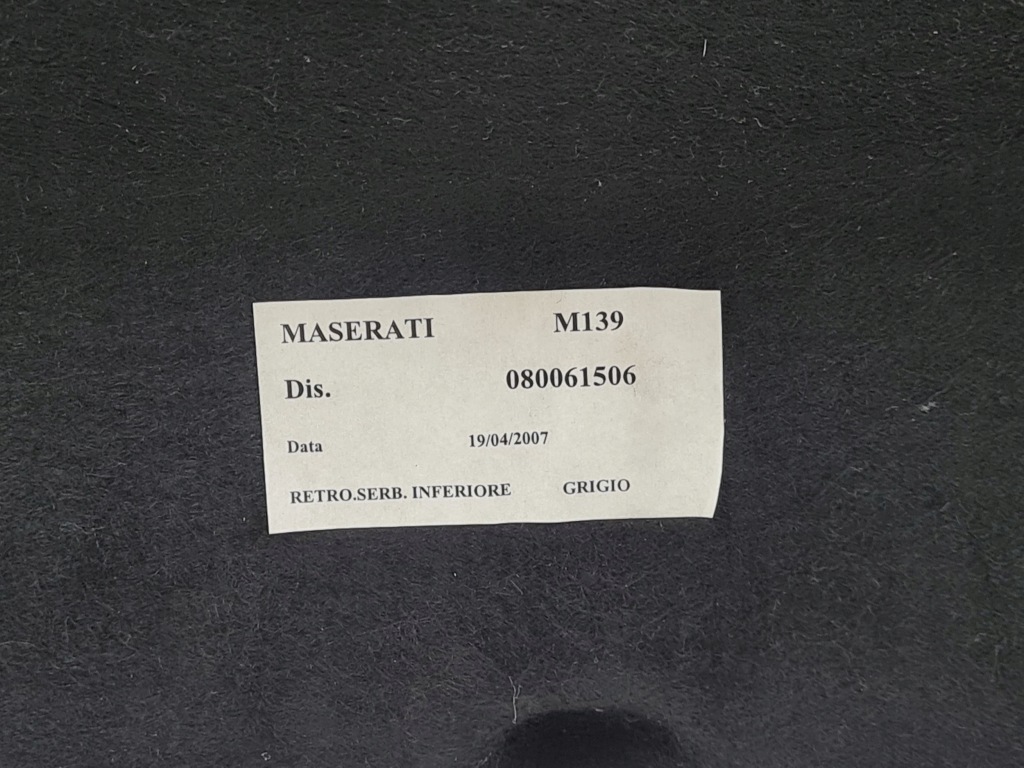 MASERATI M139
Dis. 080061506
Data 19/04/2007
RETRO.SERB. INFERIORE GRIGIO